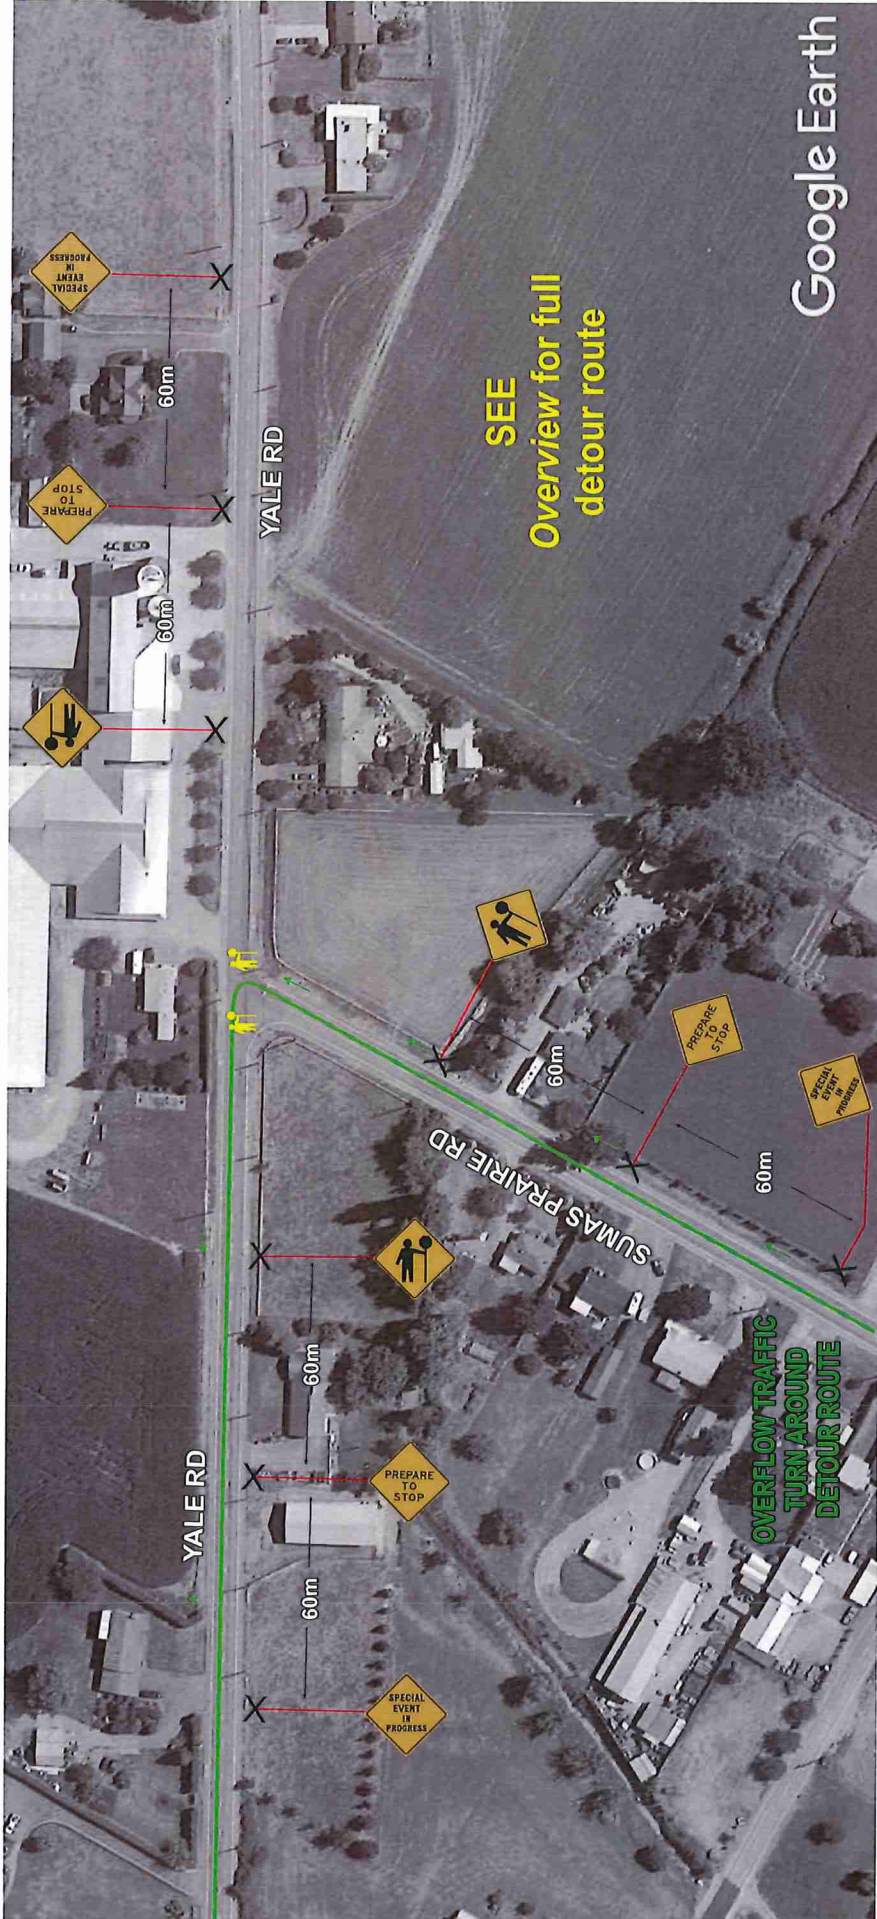 SPECIAL
EVENT
IN
PROGRESS
60m
PREPARE
TO
STOP
60m
YALE RD
SEE
Overview for full
detour route
Google Earth
60m
PREPARE
TO
STOP
60m
SPECIAL
EVENT
IN
PROGRESS
SUMAS PRAIRIE RD
60m
PREPARE
TO
STOP
60m
SPECIAL
EVENT
IN
PROGRESS
YALE RD
OVERFLOW TRAFFIC
TURN AROUND
DETOUR ROUTE